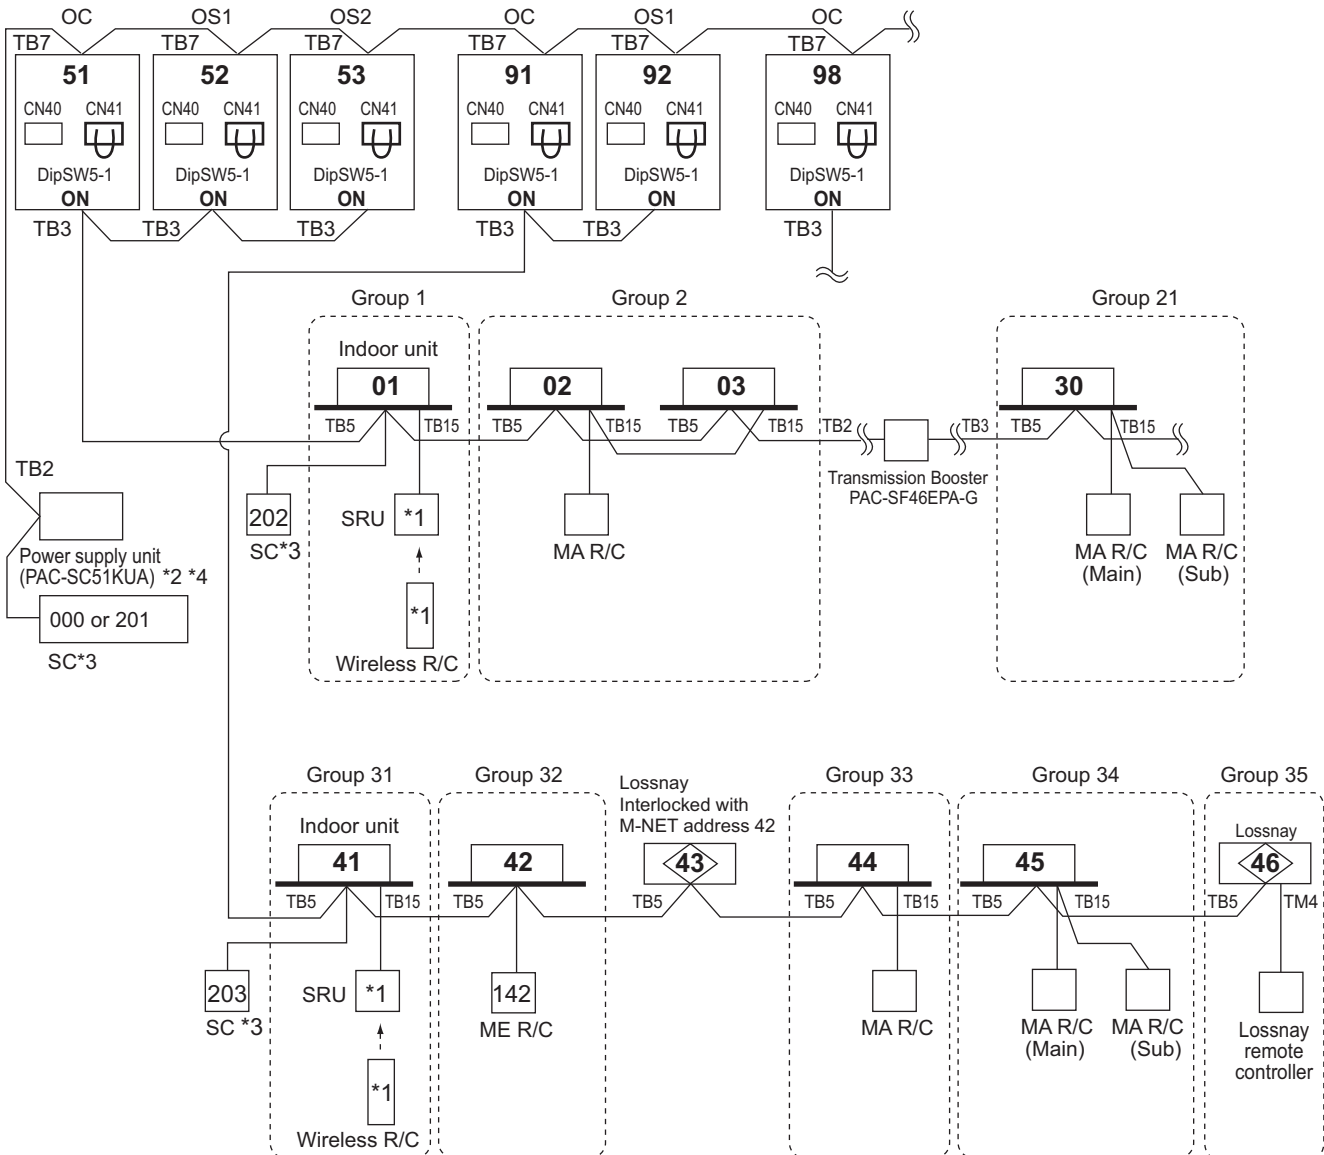 OC OS1 OS2 OC OS1 OC
TB7 TB7 TB7 TB7 TB7 TB7
51 52 53 91 92 98
CN40 CN41 CN40 CN41 CN40 CN41 CN40 CN41 CN40 CN41 CN40 CN41
DipSW5-1 DipSW5-1 DipSW5-1 DipSW5-1 DipSW5-1 DipSW5-1
ON ON ON ON ON ON
TB3 TB3 TB3 TB3 TB3 TB3
Group 1 Group 2 Group 21
Indoor unit
01 02 03 30
TB5 TB15 TB5 TB15 TB5 TB15 TB2 TB3 TB5 TB15
Transmission Booster
PAC-SF46EPA-G
TB2
202 SRU *1
SC*3 MA R/C MA R/C MA R/C
(Main) (Sub)
Power supply unit
(PAC-SC51KUA) *2 *4
000 or 201
SC*3
*1
Wireless R/C
Group 31 Group 32 Lossnay Group 33 Group 34 Group 35
Interlocked with
M-NET address 42
Indoor unit Lossnay
41 42 43 44 45 46
TB5 TB15 TB5 TB5 TB5 TB15 TB5 TB15 TB5 TM4
203 SRU *1 142
SC *3 ME R/C MA R/C MA R/C MA R/C Lossnay
(Main) (Sub) remote
controller
*1
Wireless R/C